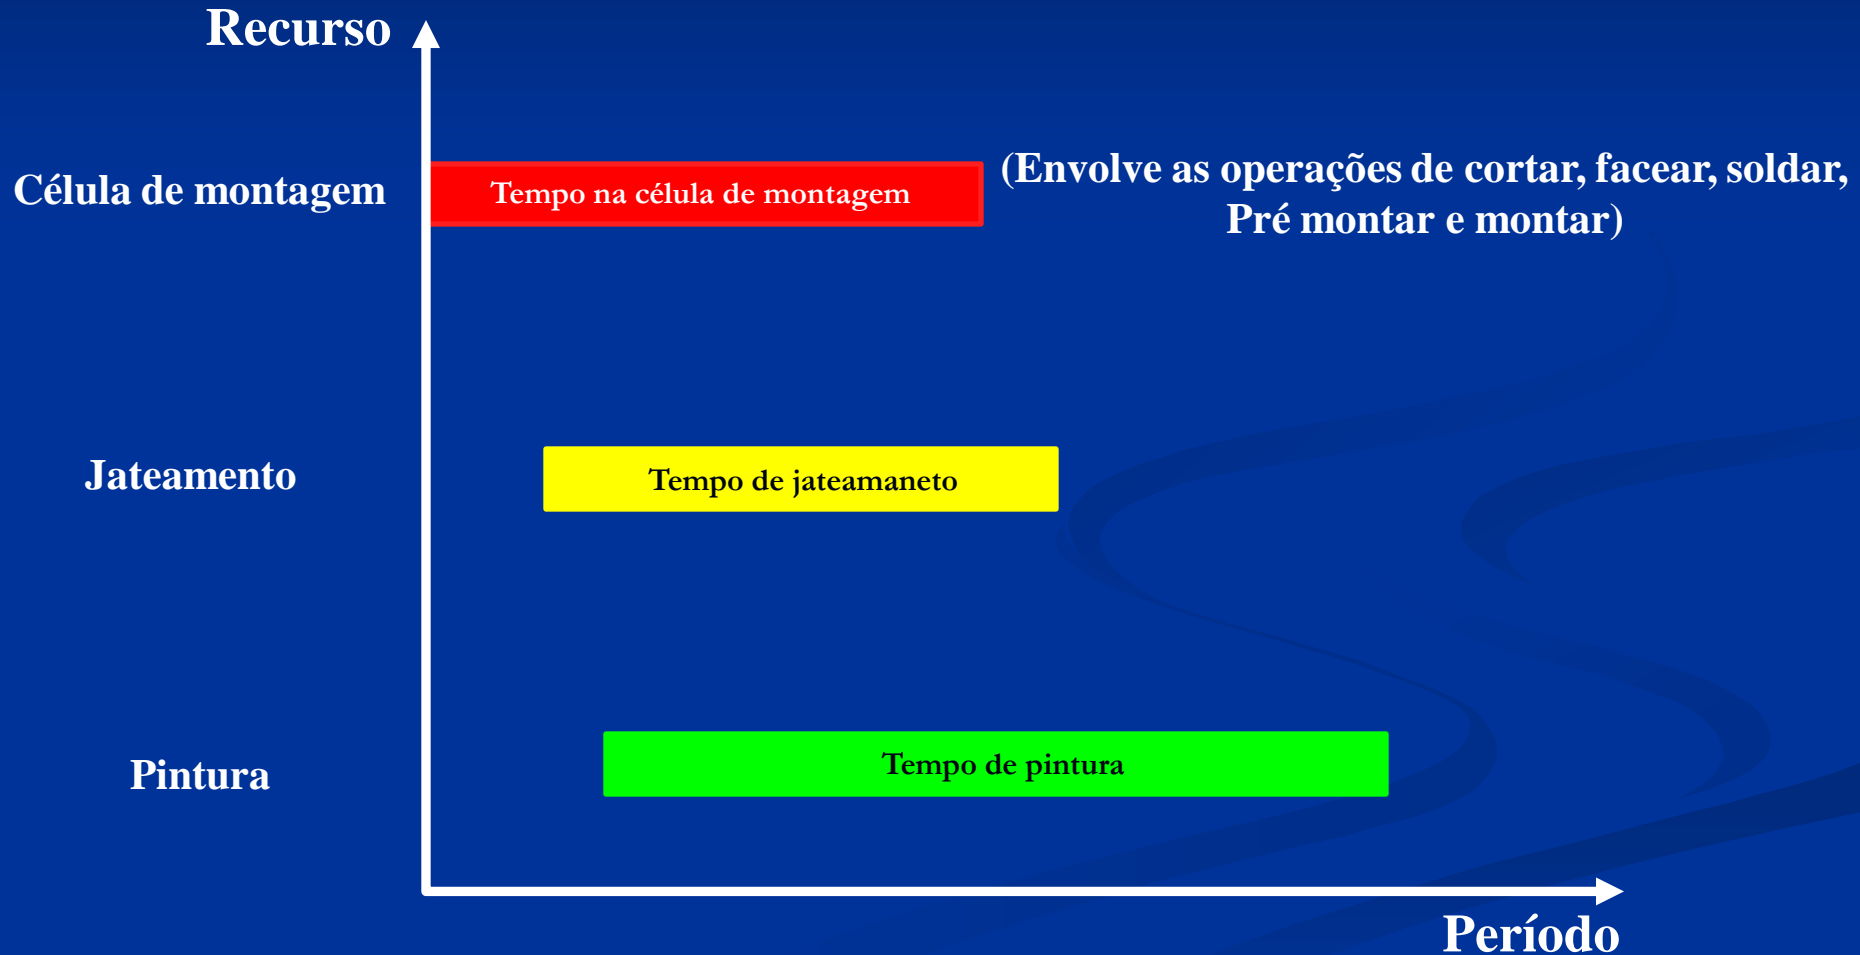 Recurso
Célula de montagem
Tempo na célula de montagem
(Envolve as operações de cortar, facear, soldar,
Pré montar e montar)
Jateamento
Tempo de jateamaneto
Pintura
Tempo de pintura
Período